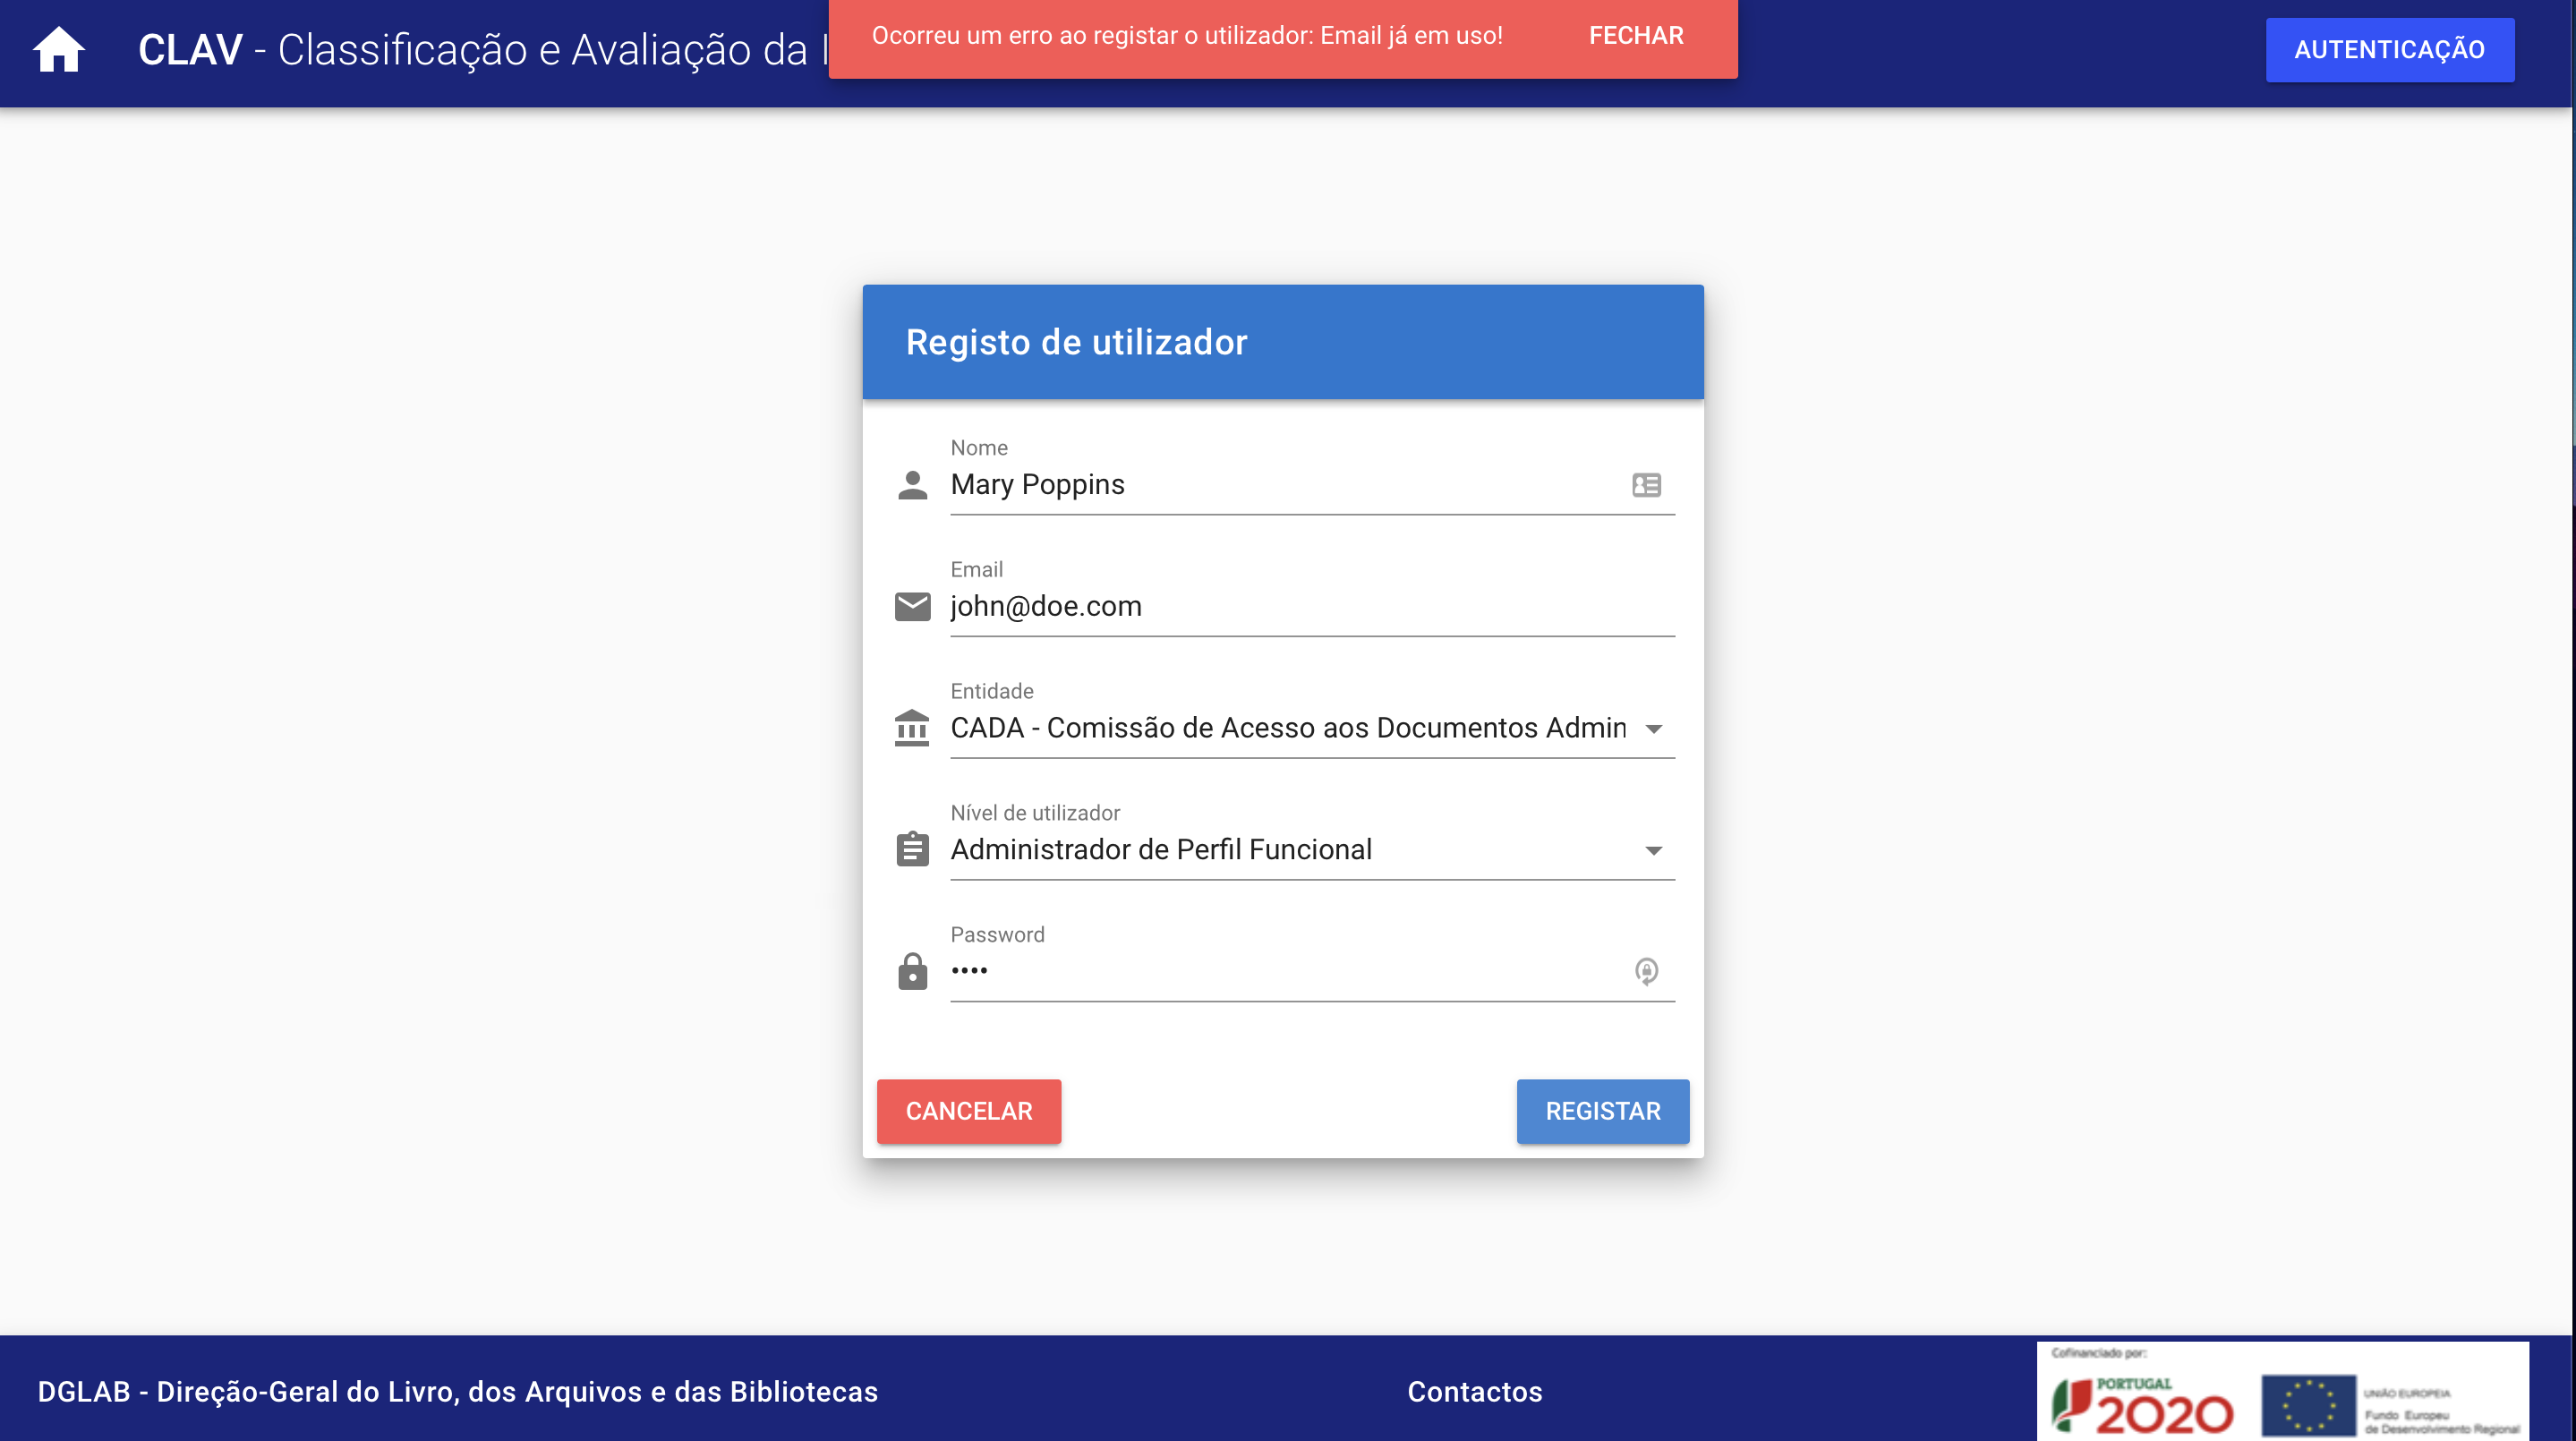 CLAV - Classificação e Avaliação da
Ocorreu um erro ao registar o utilizador: Email já em uso!
FECHAR
AUTENTICAÇÃO
Registo de utilizador
Nome
Mary Poppins
Email
john@doe.com
Entidade
CADA - Comissão de Acesso aos Documentos Admin
Nível de utilizador
Administrador de Perfil Funcional
Password
••••
CANCELAR
REGISTAR
DGLAB - Direção-Geral do Livro, dos Arquivos e das Bibliotecas
Contactos
Cofinanciado por:
PORTUGAL
2020
UNIÃO EUROPEIA
Fundo Europeu
de Desenvolvimento Regional